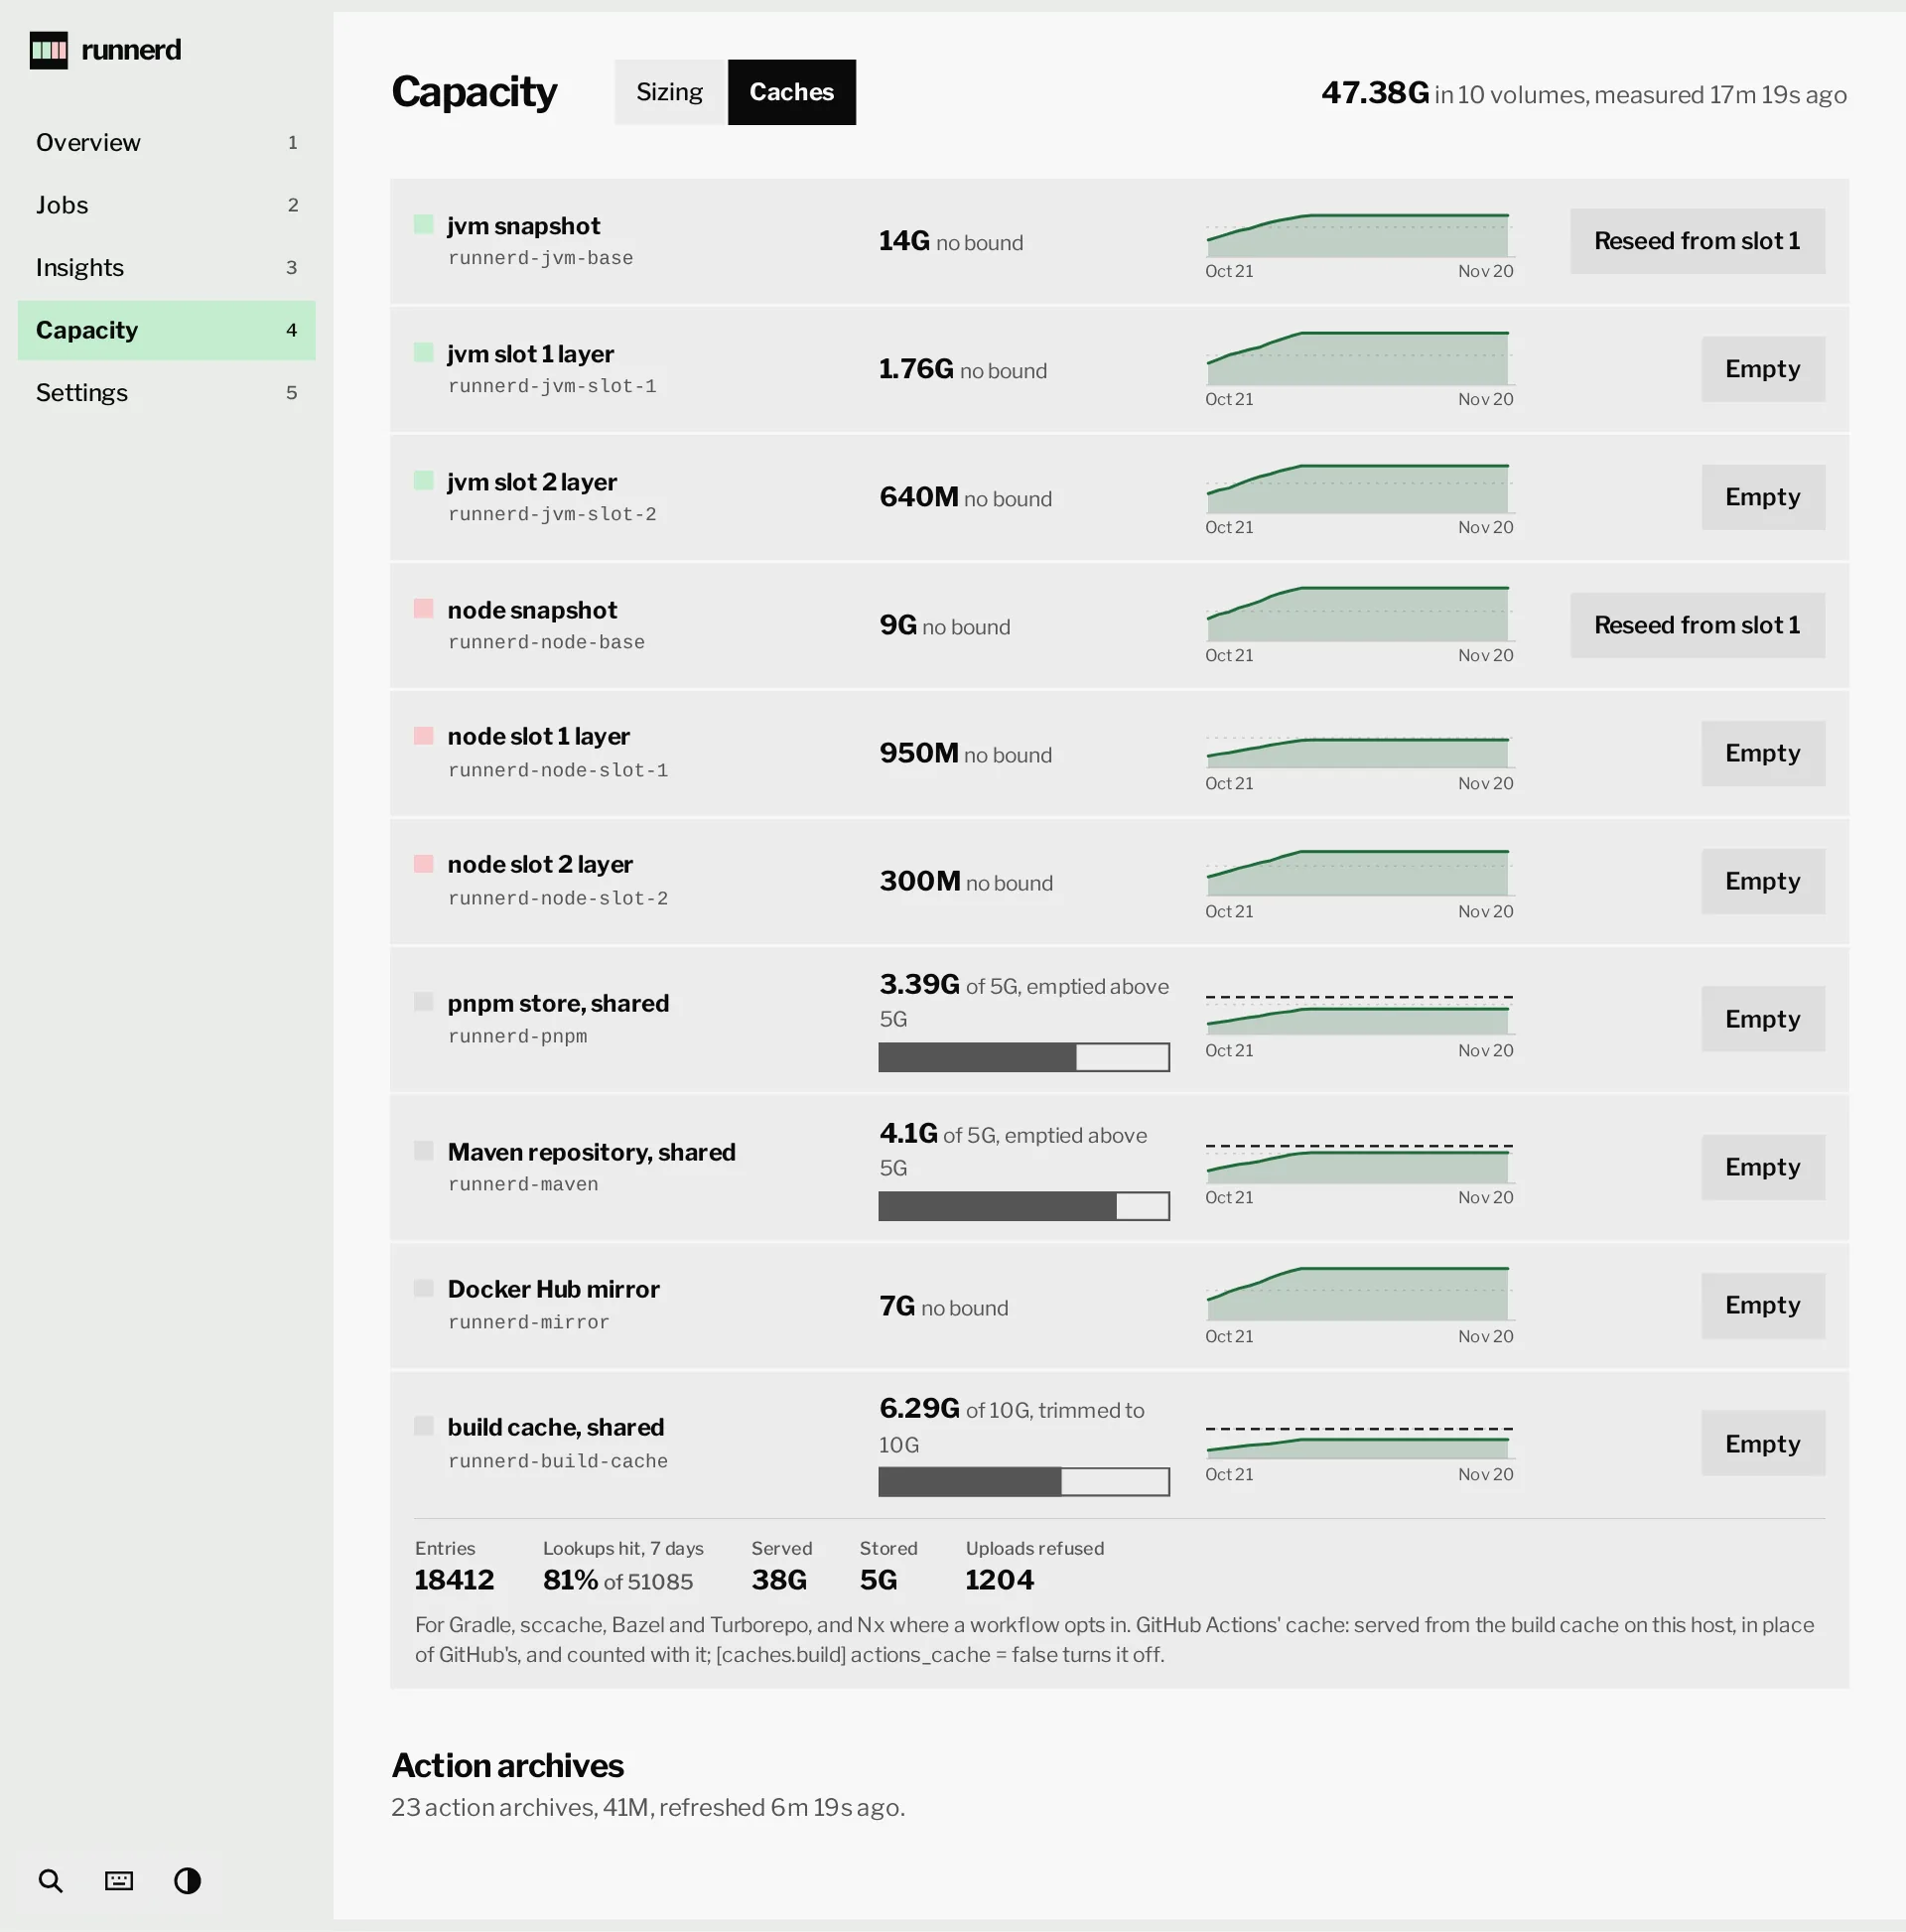 runnerd
Overview 1
Jobs 2
Insights 3
Capacity 4
Settings 5
Capacity Sizing Caches 47.38G in 10 volumes, measured 17m 19s ago
jvm snapshot
runnerd-jvm-base
14G no bound
Oct 21 Nov 20
Reseed from slot 1
jvm slot 1 layer
runnerd-jvm-slot-1
1.76G no bound
Oct 21 Nov 20
Empty
jvm slot 2 layer
runnerd-jvm-slot-2
640M no bound
Oct 21 Nov 20
Empty
node snapshot
runnerd-node-base
9G no bound
Oct 21 Nov 20
Reseed from slot 1
node slot 1 layer
runnerd-node-slot-1
950M no bound
Oct 21 Nov 20
Empty
node slot 2 layer
runnerd-node-slot-2
300M no bound
Oct 21 Nov 20
Empty
pnpm store, shared
runnerd-pnpm
3.39G of 5G, emptied above
5G
Oct 21 Nov 20
Empty
Maven repository, shared
runnerd-maven
4.1G of 5G, emptied above
5G
Oct 21 Nov 20
Empty
Docker Hub mirror
runnerd-mirror
7G no bound
Oct 21 Nov 20
Empty
build cache, shared
runnerd-build-cache
6.29G of 10G, trimmed to
10G
Oct 21 Nov 20
Empty
Entries Lookups hit, 7 days Served Stored Uploads refused
18412 81% of 51085 38G 5G 1204
For Gradle, sccache, Bazel and Turborepo, and Nx where a workflow opts in. GitHub Actions' cache: served from the build cache on this host, in place
of GitHub's, and counted with it; [caches.build] actions_cache = false turns it off.
Action archives
23 action archives, 41M, refreshed 6m 19s ago.